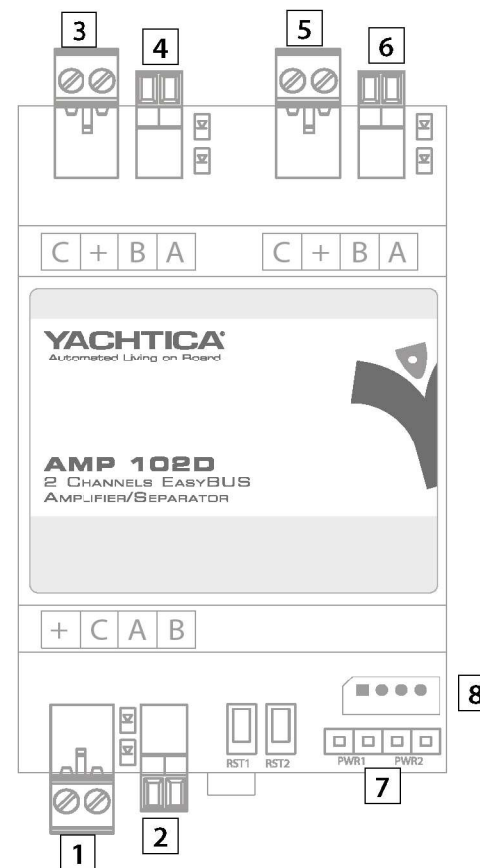 3 4 5 6
C + B A C + B A
YACHTICA®
Automated Living on Board
AMP 102D
2 CHANNELS EASYBUS
AMPLIFIER/SEPARATOR
+ C A B
8
RST1 RST2 PWR1 PWR2
7
1 2